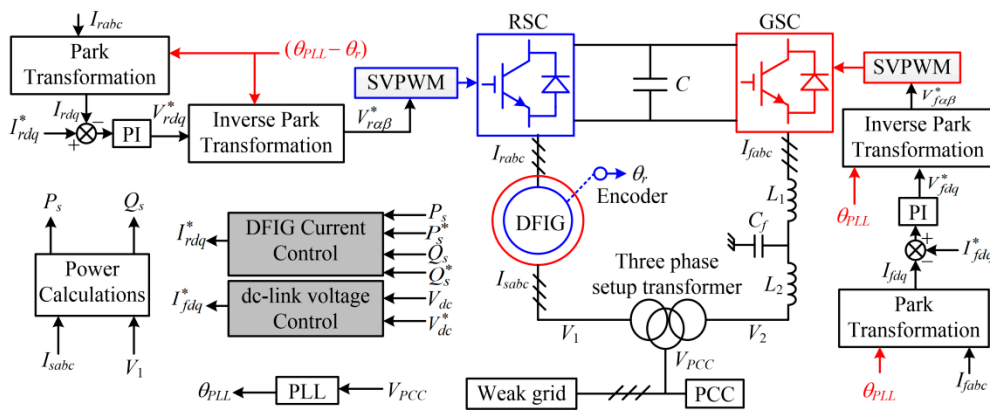 I_rabc
Park
Transformation
(θ_PLL − θ_r)
I_rdq
I*_rdq
−
+
PI
V*_rdq
Inverse Park
Transformation
V*_rαβ
SVPWM
RSC
C
GSC
SVPWM
V*_fαβ
Inverse Park
Transformation
θ_PLL
V*_fdq
PI
+
−
I*_fdq
I_fdq
Park
Transformation
θ_PLL
I_fabc
I_rabc
θ_r
Encoder
DFIG
I_sabc
I_fabc
L_1
C_f
L_2
Three phase
setup transformer
V_1
V_2
V_PCC
Weak grid
PCC
P_s
Q_s
Power
Calculations
I_sabc
V_1
I*_rdq
DFIG Current
Control
P_s
P*_s
Q_s
Q*_s
I*_fdq
dc-link voltage
Control
V_dc
V*_dc
θ_PLL
PLL
V_PCC